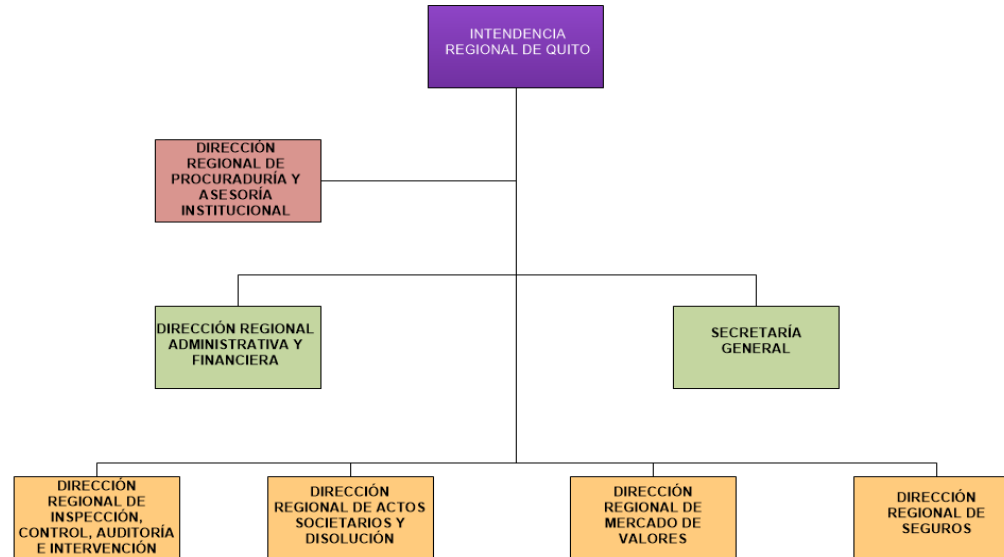 INTENDENCIA
REGIONAL DE QUITO
DIRECCIÓN
REGIONAL DE
PROCURADURÍA Y
ASESORÍA
INSTITUCIONAL
DIRECCIÓN REGIONAL
ADMINISTRATIVA Y
FINANCIERA
SECRETARÍA
GENERAL
DIRECCIÓN
REGIONAL DE
INSPECCIÓN,
CONTROL, AUDITORÍA
E INTERVENCIÓN
DIRECCIÓN
REGIONAL DE ACTOS
SOCIETARIOS Y
DISOLUCIÓN
DIRECCIÓN
REGIONAL DE
MERCADO DE
VALORES
DIRECCIÓN
REGIONAL DE
SEGUROS